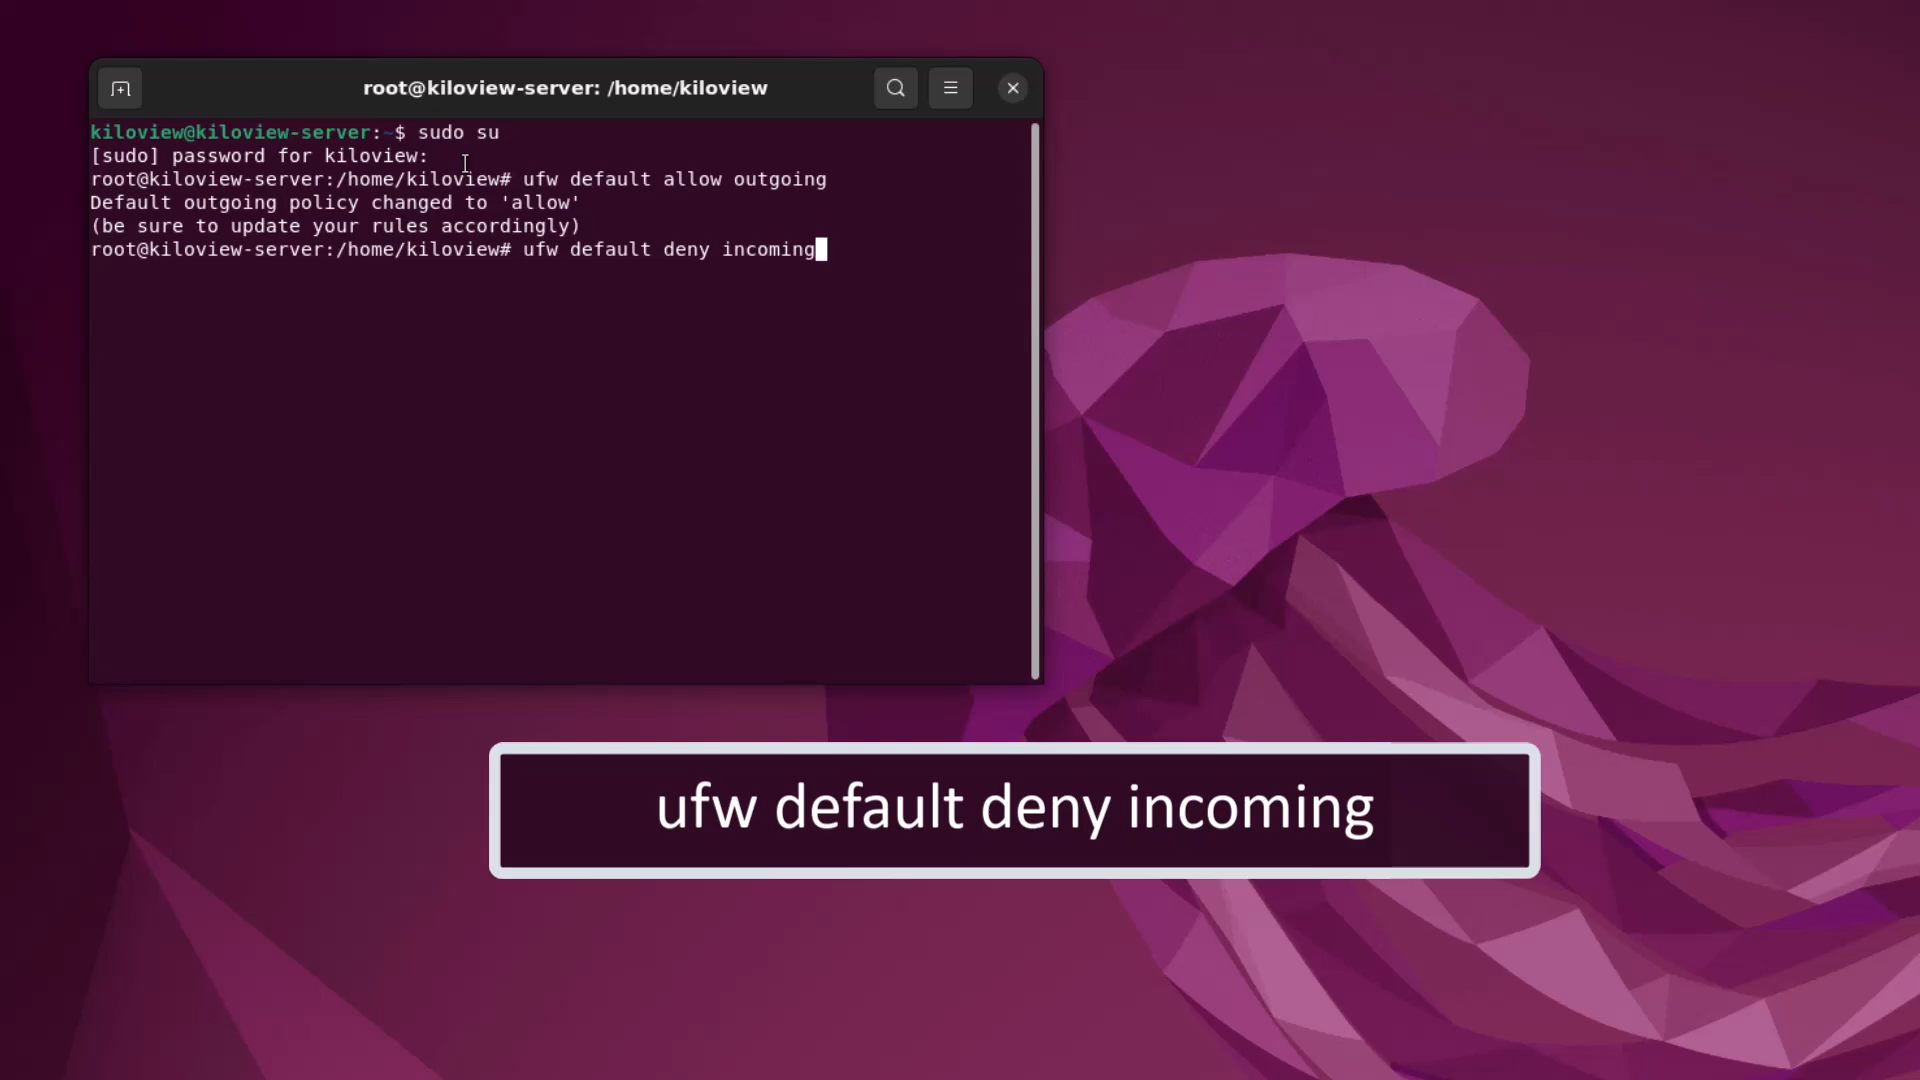 root@kiloview-server: /home/kiloview
kiloview@kiloview-server:~$ sudo su
[sudo] password for kiloview:
root@kiloview-server:/home/kiloview# ufw default allow outgoing
Default outgoing policy changed to 'allow'
(be sure to update your rules accordingly)
root@kiloview-server:/home/kiloview# ufw default deny incoming
ufw default deny incoming